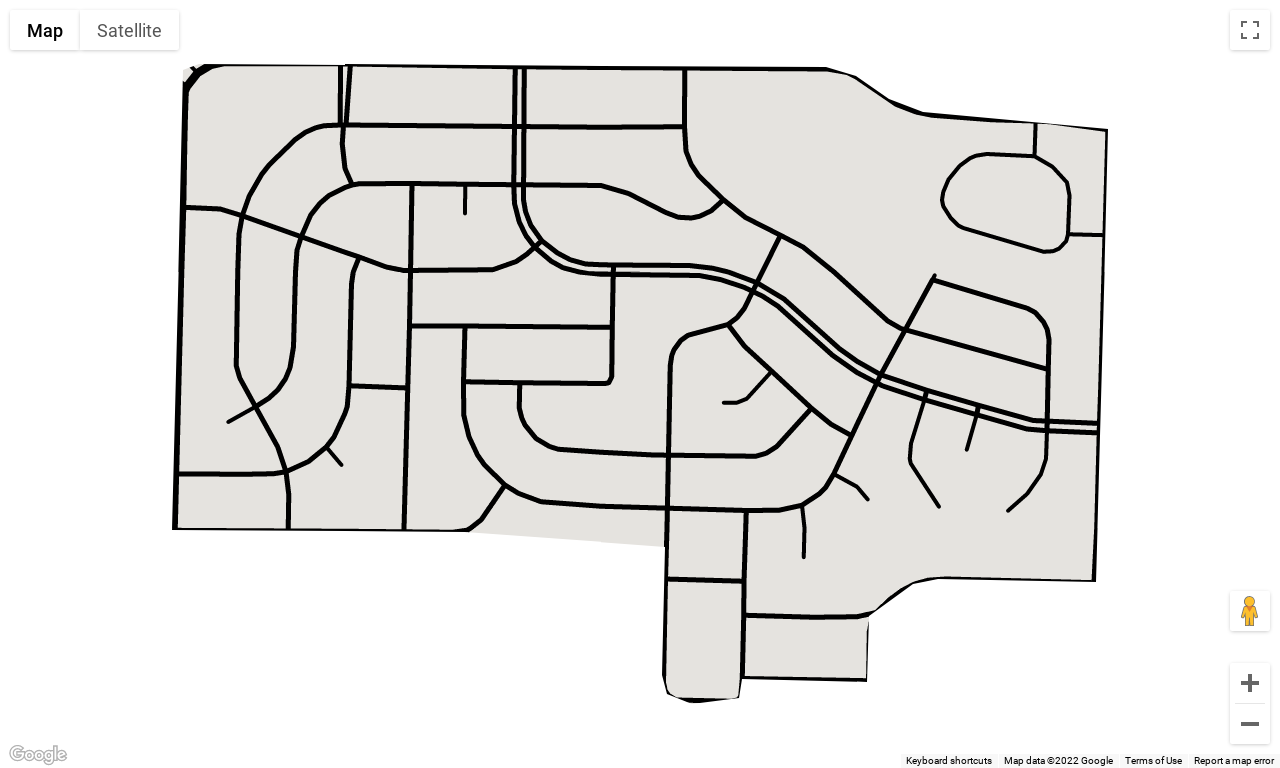 Map Satellite
Google
Keyboard shortcuts Map data ©2022 Google Terms of Use Report a map error